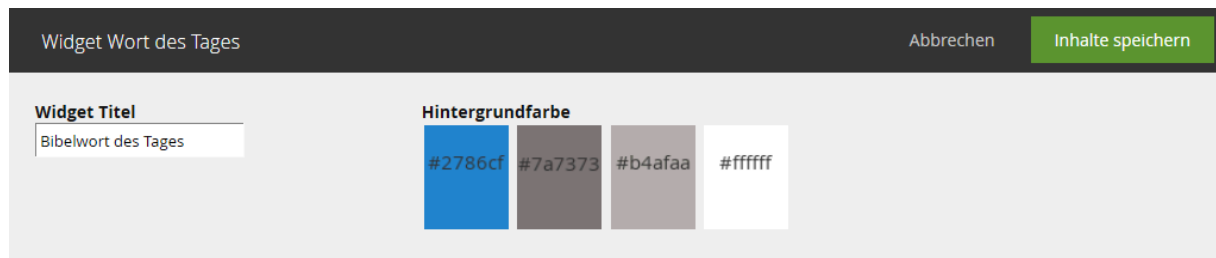 Widget Wort des Tages
Abbrechen
Inhalte speichern
Widget Titel
Bibelwort des Tages
Hintergrundfarbe
#2786cf #7a7373 #b4afaa #ffffff